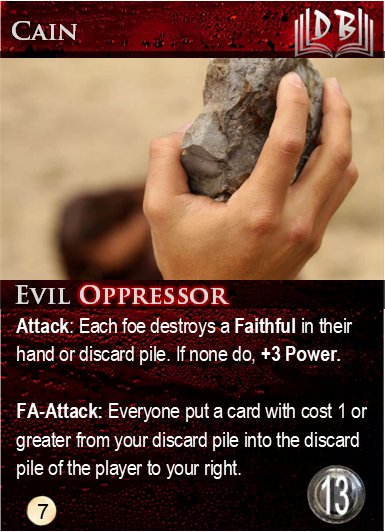 Cain
DB
Evil Oppressor
Attack: Each foe destroys a Faithful in their
hand or discard pile. If none do, +3 Power.
FA-Attack: Everyone put a card with cost 1 or
greater from your discard pile into the discard
pile of the player to your right.
7
13